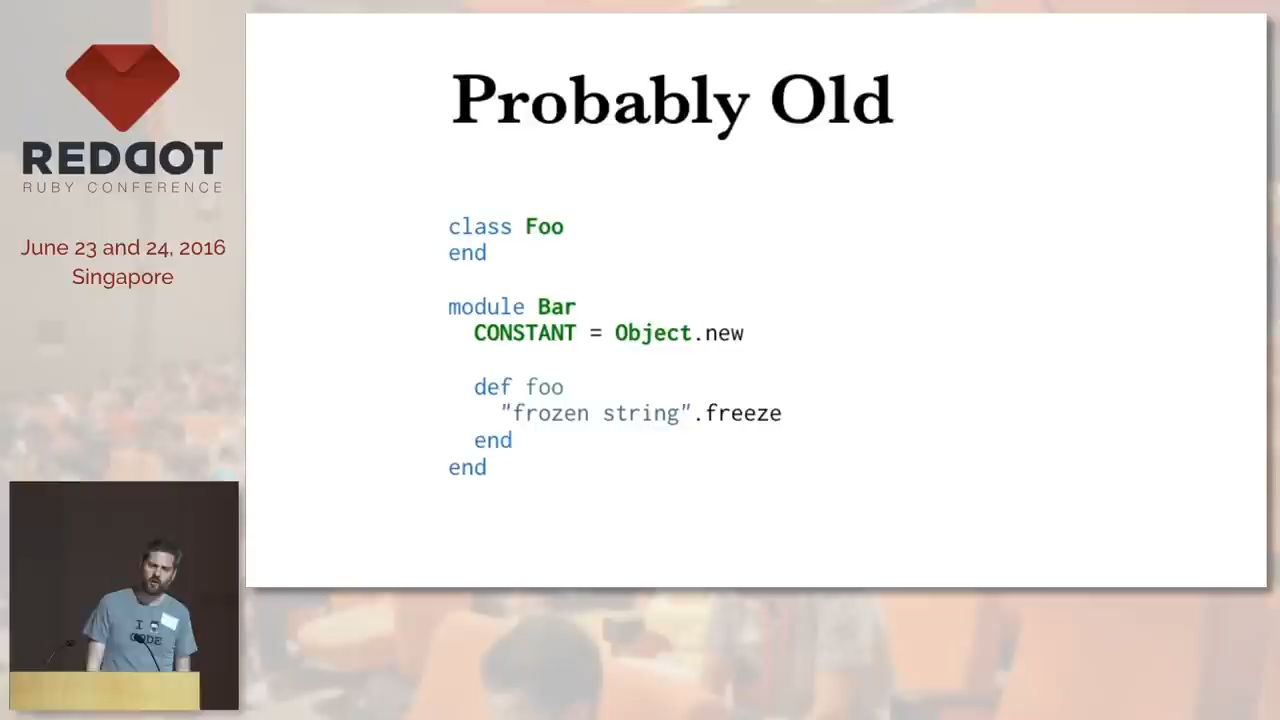 REDDOT
RUBY CONFERENCE
June 23 and 24, 2016
Singapore
Probably Old
class Foo
end
module Bar
  CONSTANT = Object.new
  def foo
    "frozen string".freeze
  end
end
I
CODE